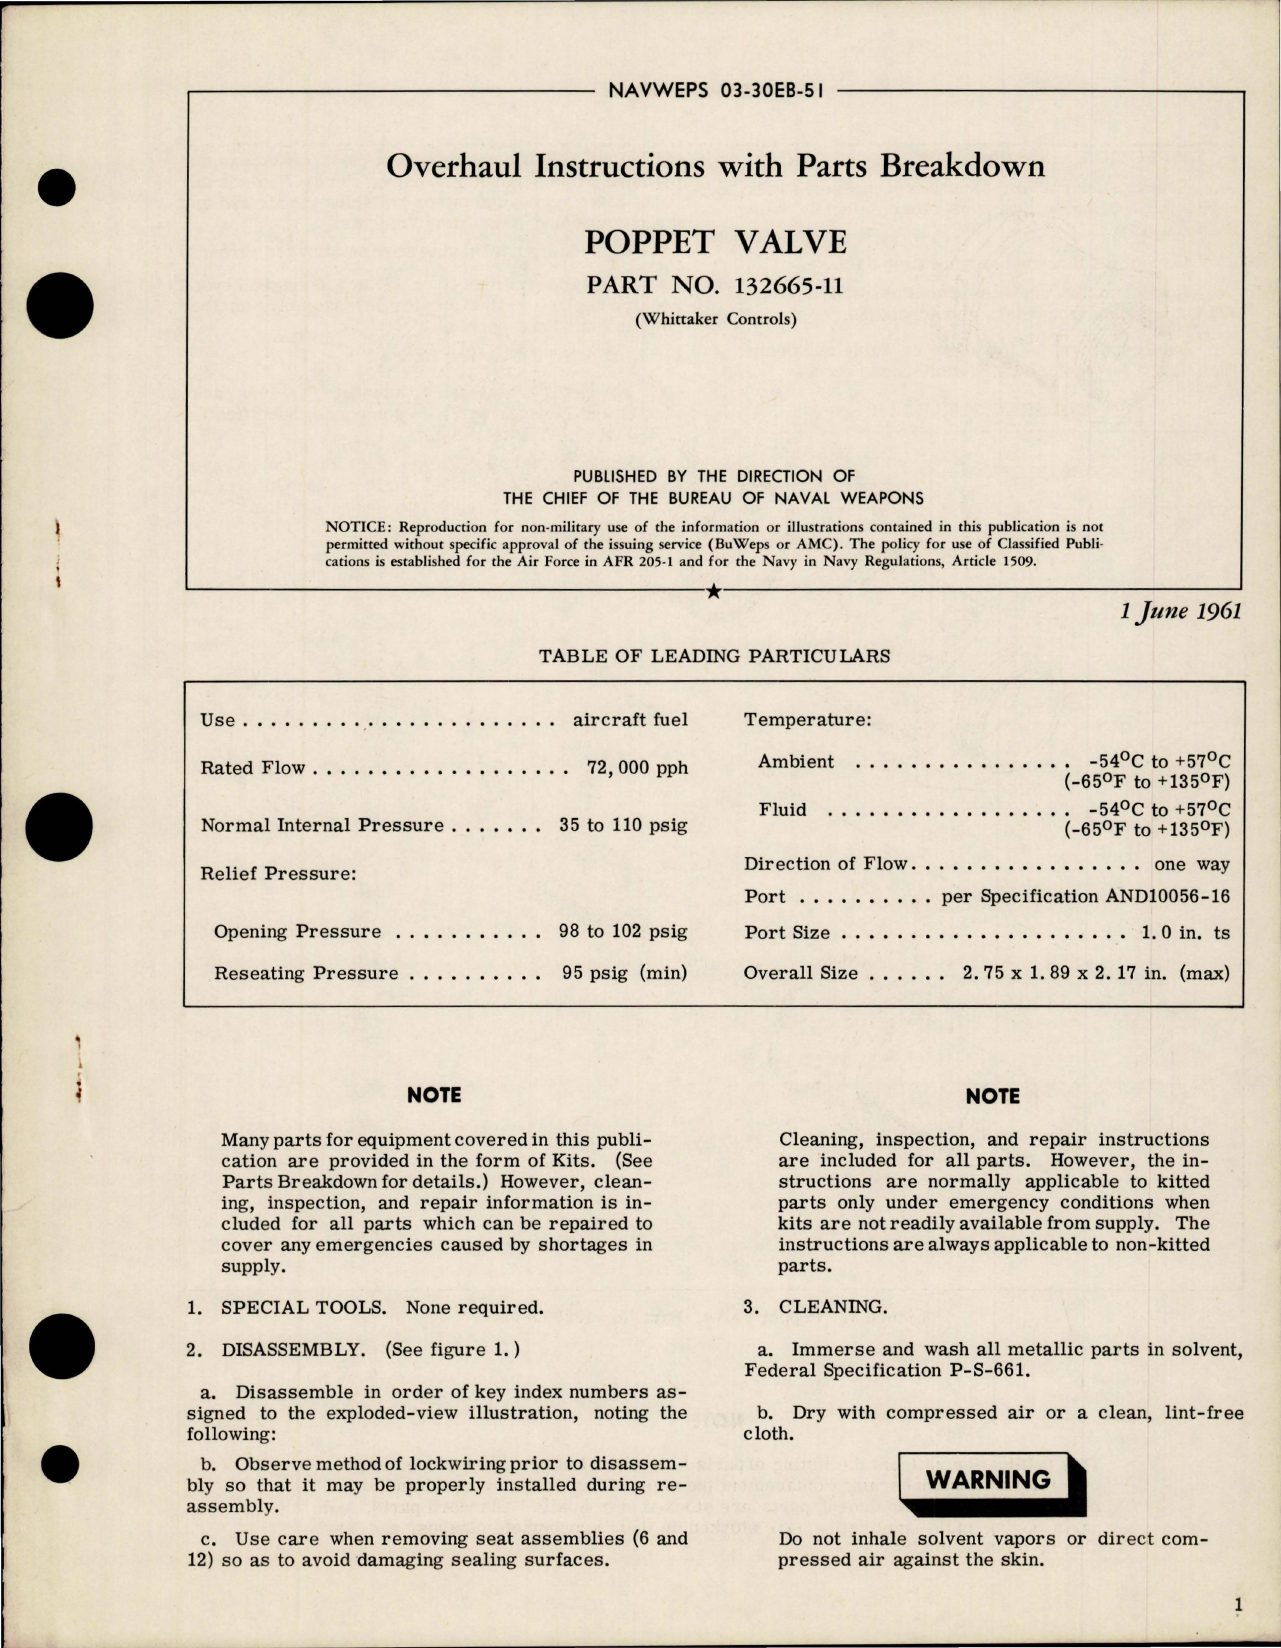 NAVWEPS 03-30EB-51
Overhaul Instructions with Parts Breakdown
POPPET VALVE
PART NO. 132665-11
(Whittaker Controls)
PUBLISHED BY THE DIRECTION OF
THE CHIEF OF THE BUREAU OF NAVAL WEAPONS
NOTICE: Reproduction for non-military use of the information or illustrations contained in this publication is not
permitted without specific approval of the issuing service (BuWeps or AMC). The policy for use of Classified Publi-
cations is established for the Air Force in AFR 205-1 and for the Navy in Navy Regulations, Article 1509.
1 June 1961
TABLE OF LEADING PARTICULARS
Use . . . . . . . . . . . . . . . . . . . . . . . aircraft fuel
Rated Flow . . . . . . . . . . . . . . . . . . . 72,000 pph
Normal Internal Pressure . . . . . . . 35 to 110 psig
Relief Pressure:
Opening Pressure . . . . . . . . . . . 98 to 102 psig
Reseating Pressure . . . . . . . . . . 95 psig (min)
Temperature:
Ambient . . . . . . . . . . . . . . . . -54°C to +57°C
(-65°F to +135°F)
Fluid . . . . . . . . . . . . . . . . . . -54°C to +57°C
(-65°F to +135°F)
Direction of Flow. . . . . . . . . . . . . . . . . one way
Port . . . . . . . . . . per Specification AND10056-16
Port Size . . . . . . . . . . . . . . . . . . . . . 1.0 in. ts
Overall Size . . . . . . 2.75 x 1.89 x 2.17 in. (max)
NOTE
Many parts for equipment covered in this publi-
cation are provided in the form of Kits. (See
Parts Breakdown for details.) However, clean-
ing, inspection, and repair information is in-
cluded for all parts which can be repaired to
cover any emergencies caused by shortages in
supply.
1. SPECIAL TOOLS. None required.
2. DISASSEMBLY. (See figure 1.)
a. Disassemble in order of key index numbers as-
signed to the exploded-view illustration, noting the
following:
b. Observe method of lockwiring prior to disassem-
bly so that it may be properly installed during re-
assembly.
c. Use care when removing seat assemblies (6 and
12) so as to avoid damaging sealing surfaces.
NOTE
Cleaning, inspection, and repair instructions
are included for all parts. However, the in-
structions are normally applicable to kitted
parts only under emergency conditions when
kits are not readily available from supply. The
instructions are always applicable to non-kitted
parts.
3. CLEANING.
a. Immerse and wash all metallic parts in solvent,
Federal Specification P-S-661.
b. Dry with compressed air or a clean, lint-free
cloth.
WARNING
Do not inhale solvent vapors or direct com-
pressed air against the skin.
1